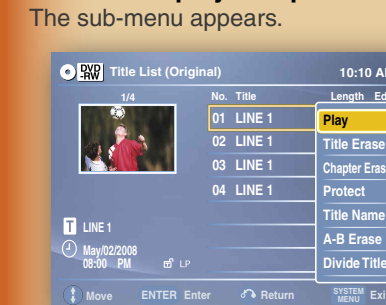 The sub-menu appears.
DVD -RW Title List (Original) 10:10 A
1/4 No. Title Length Ed
01 LINE 1 Play
02 LINE 1 Title Erase
03 LINE 1 Chapter Eras
04 LINE 1 Protect
Title Name
T LINE 1 A-B Erase
May/02/2008
08:00 PM LP Divide Title
Move ENTER Enter Return SYSTEM MENU Exi